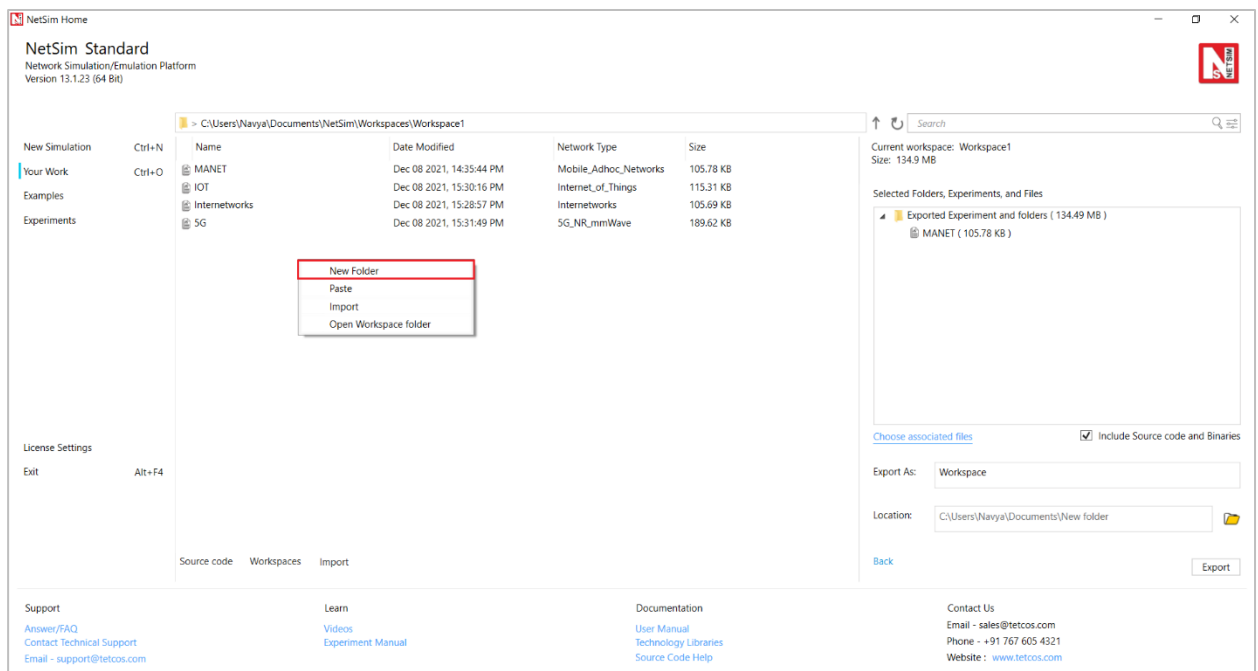 NetSim Home
NetSim Standard
Network Simulation/Emulation Platform
Version 13.1.23 (64 Bit)
NETSIM
> C:\Users\Navya\Documents\NetSim\Workspaces\Workspace1
Search
New Simulation Ctrl+N
Your Work Ctrl+O
Examples
Experiments
Name Date Modified Network Type Size
MANET Dec 08 2021, 14:35:44 PM Mobile_Adhoc_Networks 105.78 KB
IOT Dec 08 2021, 15:30:16 PM Internet_of_Things 115.31 KB
Internetworks Dec 08 2021, 15:28:57 PM Internetworks 105.69 KB
5G Dec 08 2021, 15:31:49 PM 5G_NR_mmWave 189.62 KB
New Folder
Paste
Import
Open Workspace folder
Current workspace: Workspace1
Size: 134.9 MB
Selected Folders, Experiments, and Files
Exported Experiment and folders ( 134.49 MB )
MANET ( 105.78 KB )
Choose associated files Include Source code and Binaries
Export As: Workspace
Location: C:\Users\Navya\Documents\New folder
Back Export
License Settings
Exit Alt+F4
Source code Workspaces Import
Support
Answer/FAQ
Contact Technical Support
Email - support@tetcos.com
Learn
Videos
Experiment Manual
Documentation
User Manual
Technology Libraries
Source Code Help
Contact Us
Email - sales@tetcos.com
Phone - +91 767 605 4321
Website : www.tetcos.com